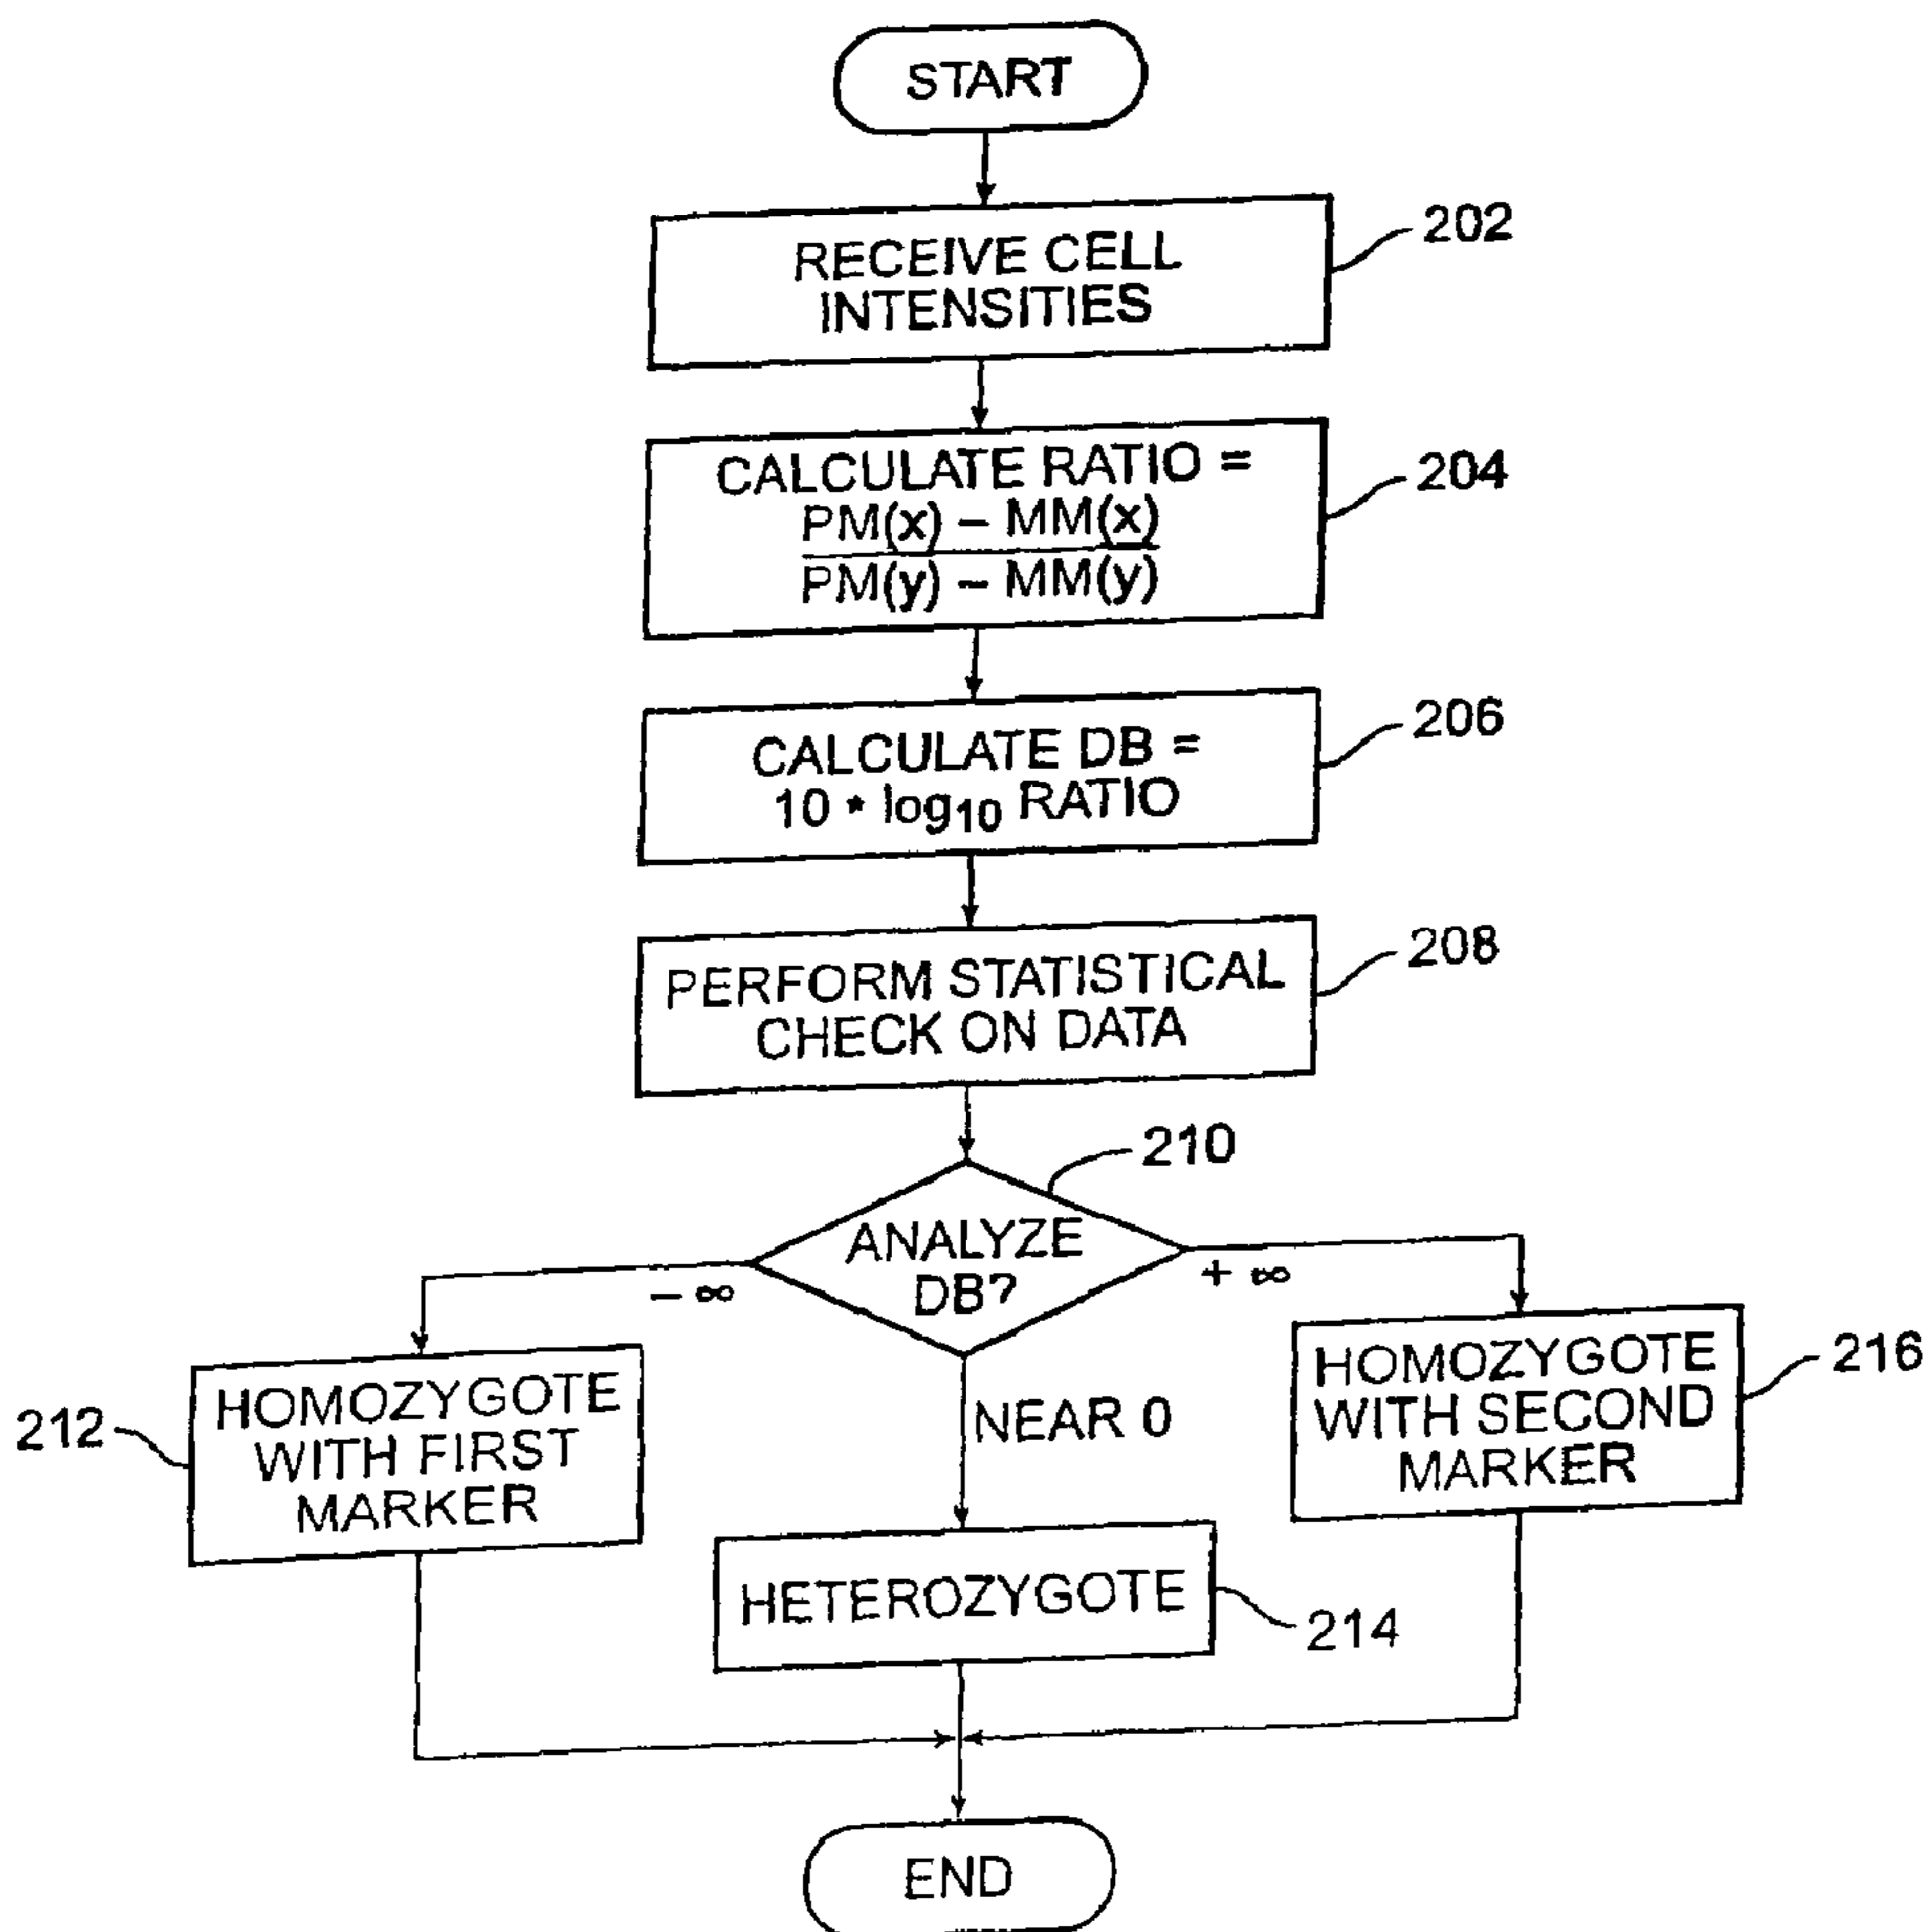 START
RECEIVE CELL
INTENSITIES
202
CALCULATE RATIO =
PM(x) – MM(x)
PM(y) – MM(y)
204
CALCULATE DB =
10 * log10 RATIO
206
PERFORM STATISTICAL
CHECK ON DATA
208
210
ANALYZE
DB?
– ∞
+ ∞
NEAR 0
212
HOMOZYGOTE
WITH FIRST
MARKER
HOMOZYGOTE
WITH SECOND
MARKER
216
HETEROZYGOTE
214
END